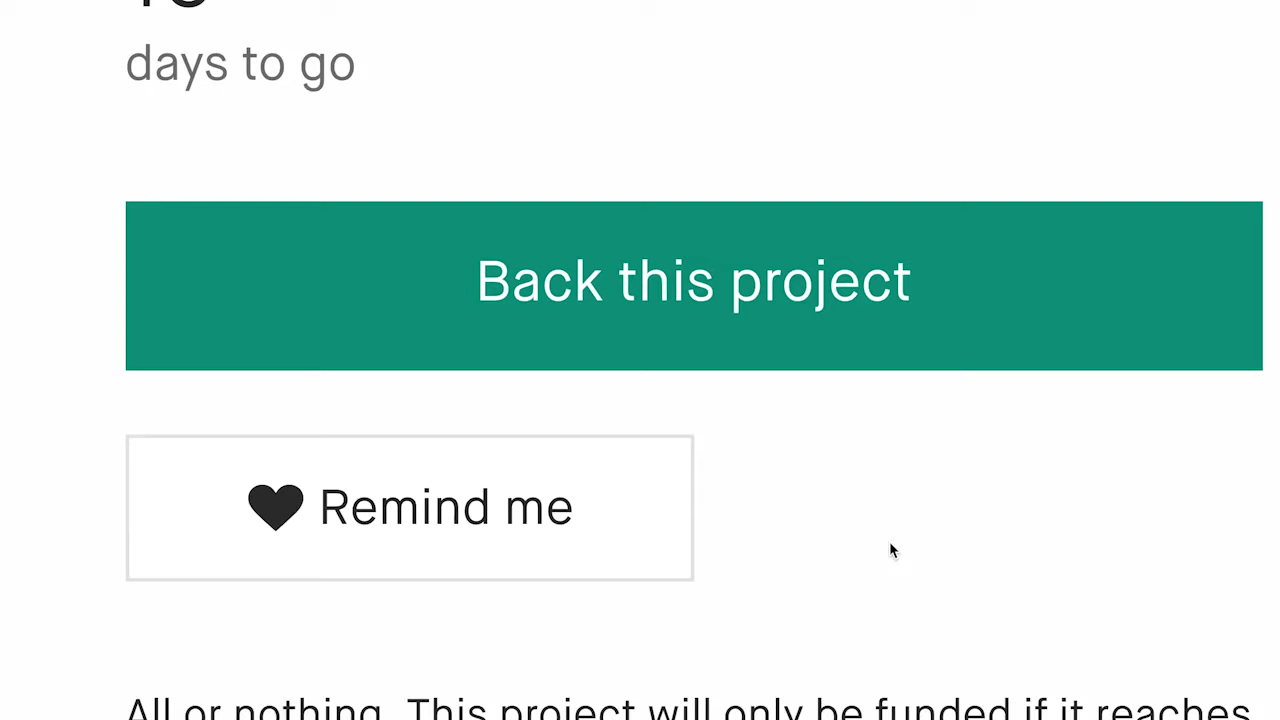 days to go
Back this project
Remind me
All or nothing. This project will only be funded if it reaches